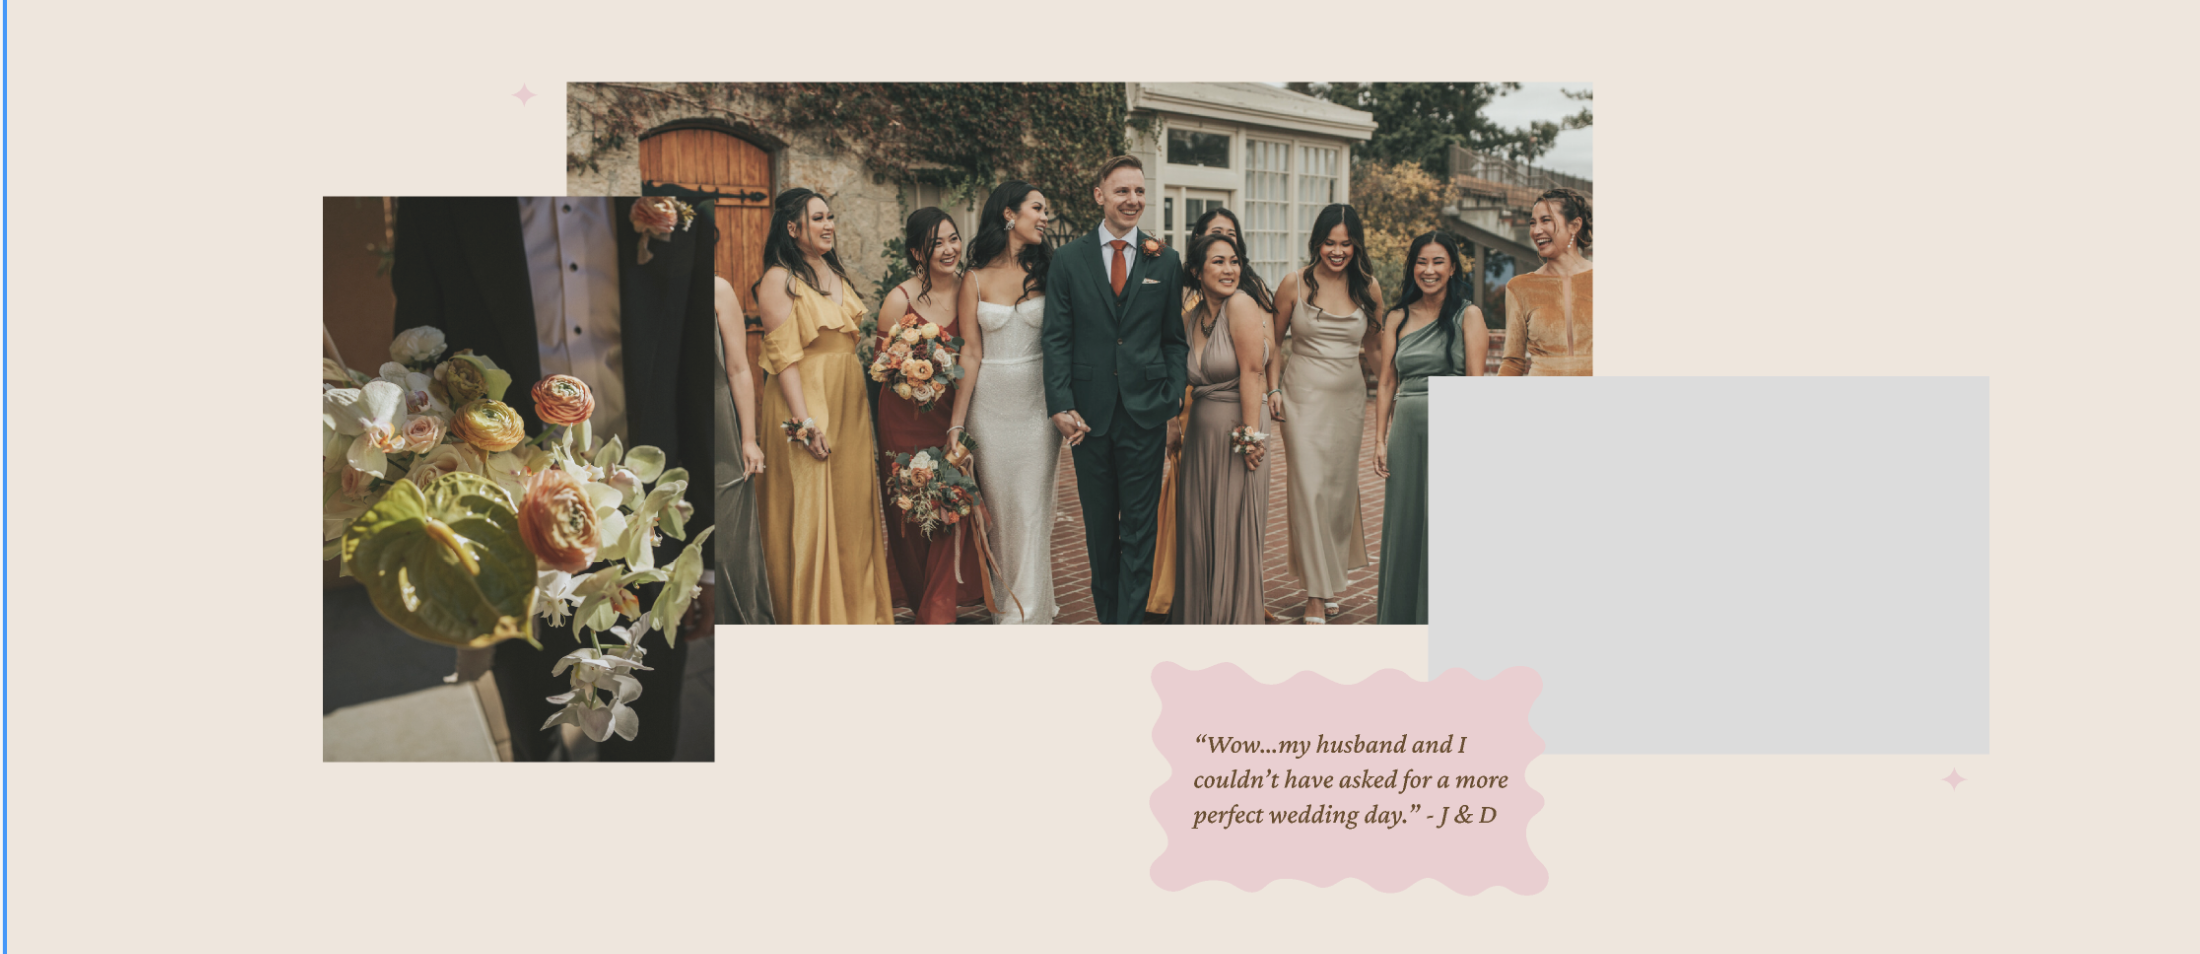 “Wow...my husband and I
couldn’t have asked for a more
perfect wedding day.” - J & D